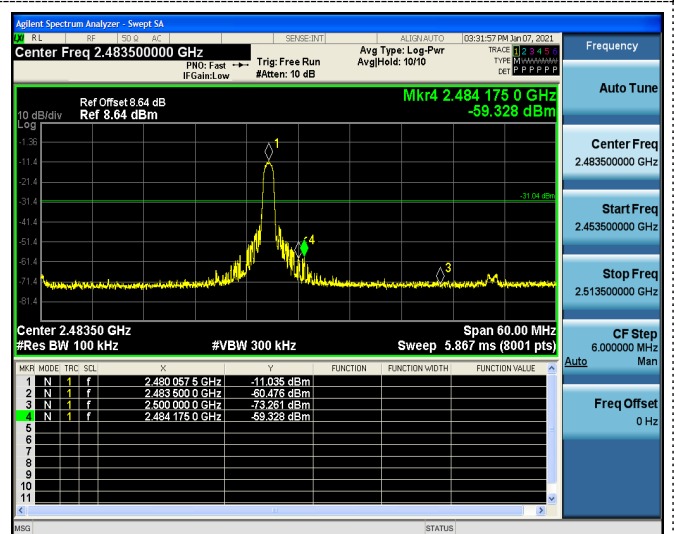 Agilent Spectrum Analyzer - Swept SA
LXI RL RF 50 Ω AC SENSE:INT ALIGNAUTO 03:31:57 PM Jan 07, 2021
Center Freq 2.483500000 GHz
PNO: Fast
IFGain:Low
Trig: Free Run
#Atten: 10 dB
Avg Type: Log-Pwr
Avg|Hold: 10/10
TRACE 1 2 3 4 5 6
TYPE M
DET P P P P P P
Ref Offset 8.64 dB
10 dB/div Ref 8.64 dBm
Log
Mkr4 2.484 175 0 GHz
-59.328 dBm
1
-1.36
-11.4
-21.4
-31.4
-31.04 dBm
-41.4
4
-51.4
-61.4
3
-71.4
-81.4
Center 2.48350 GHz Span 60.00 MHz
#Res BW 100 kHz #VBW 300 kHz Sweep 5.867 ms (8001 pts)
MKR MODE TRC SCL X Y FUNCTION FUNCTION WIDTH FUNCTION VALUE
1 N 1 f 2.480 057 5 GHz -11.035 dBm
2 N 1 f 2.483 500 0 GHz -60.476 dBm
3 N 1 f 2.500 000 0 GHz -73.261 dBm
4 N 1 f 2.484 175 0 GHz -59.328 dBm
5
6
7
8
9
10
11
MSG STATUS
Frequency
Auto Tune
Center Freq
2.483500000 GHz
Start Freq
2.453500000 GHz
Stop Freq
2.513500000 GHz
CF Step
6.000000 MHz
Auto Man
Freq Offset
0 Hz